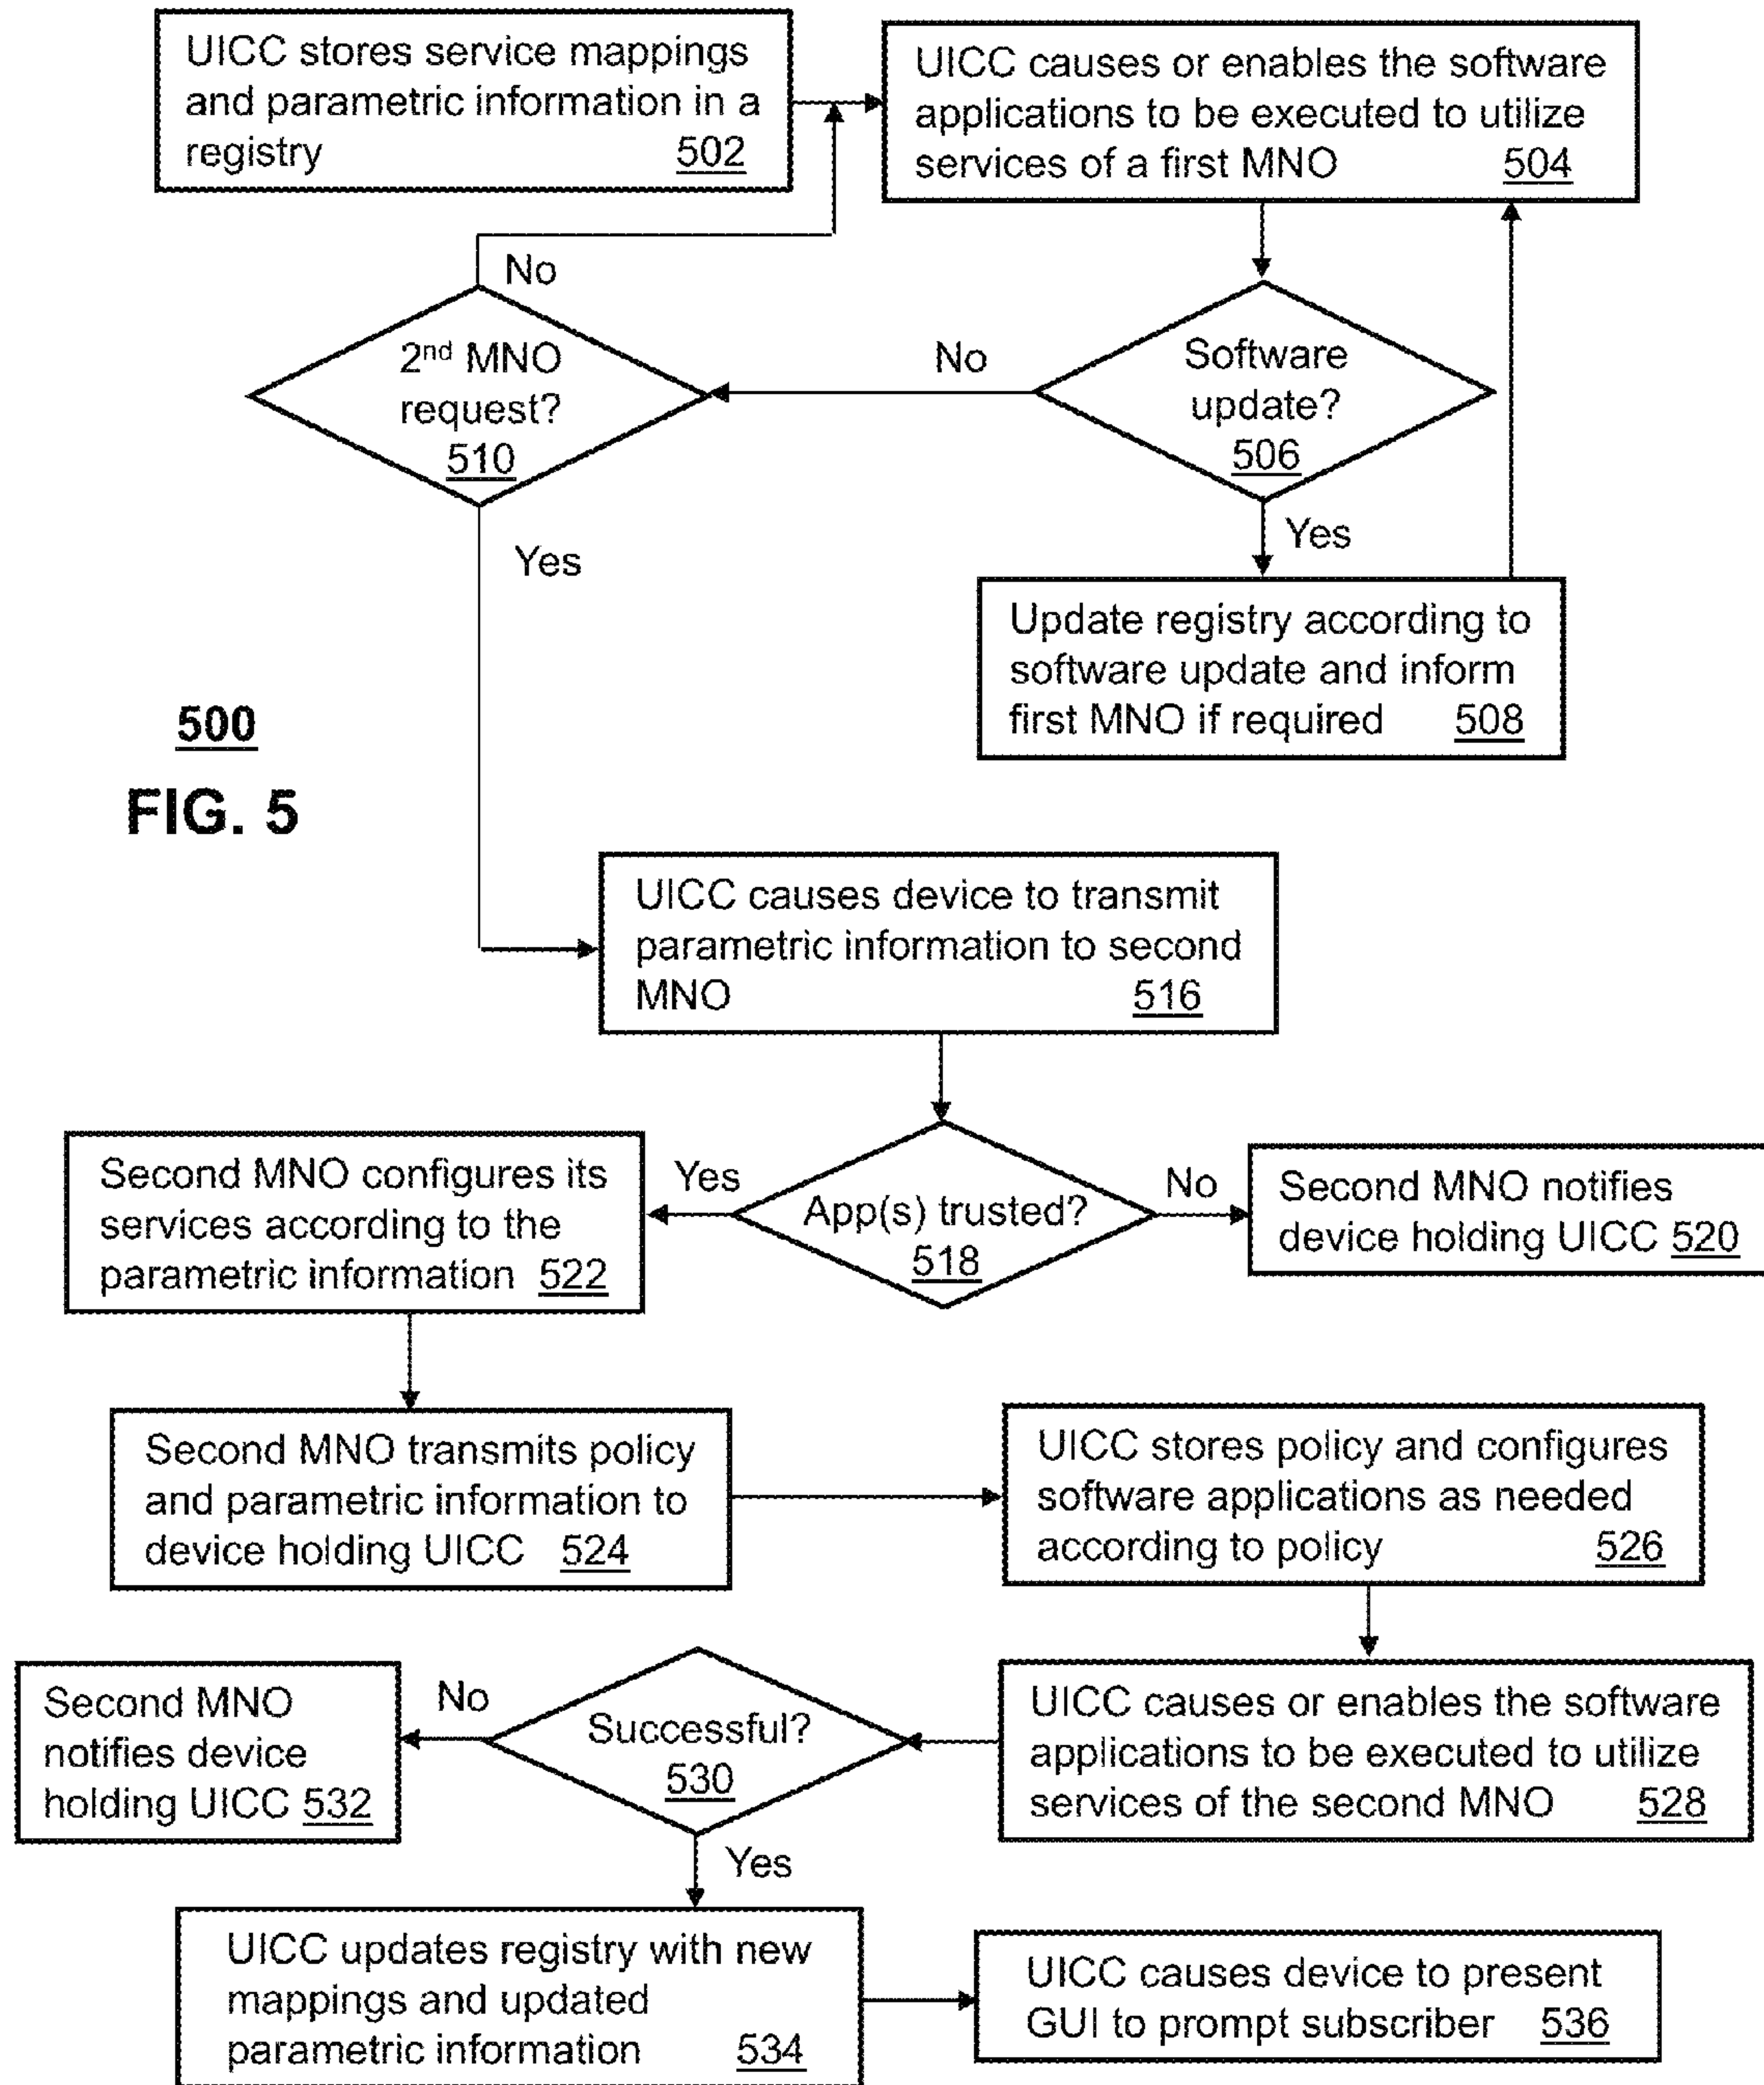 UICC stores service mappings
and parametric information in a
registry 502
UICC causes or enables the software
applications to be executed to utilize
services of a first MNO 504
No
2nd MNO
request?
510
No
Software
update?
506
Yes
Yes
Update registry according to
software update and inform
first MNO if required 508
500
FIG. 5
UICC causes device to transmit
parametric information to second
MNO 516
Second MNO configures its
services according to the
parametric information 522
Yes
App(s) trusted?
518
No
Second MNO notifies
device holding UICC 520
Second MNO transmits policy
and parametric information to
device holding UICC 524
UICC stores policy and configures
software applications as needed
according to policy 526
Second MNO
notifies device
holding UICC 532
No
Successful?
530
UICC causes or enables the software
applications to be executed to utilize
services of the second MNO 528
Yes
UICC updates registry with new
mappings and updated
parametric information 534
UICC causes device to present
GUI to prompt subscriber 536